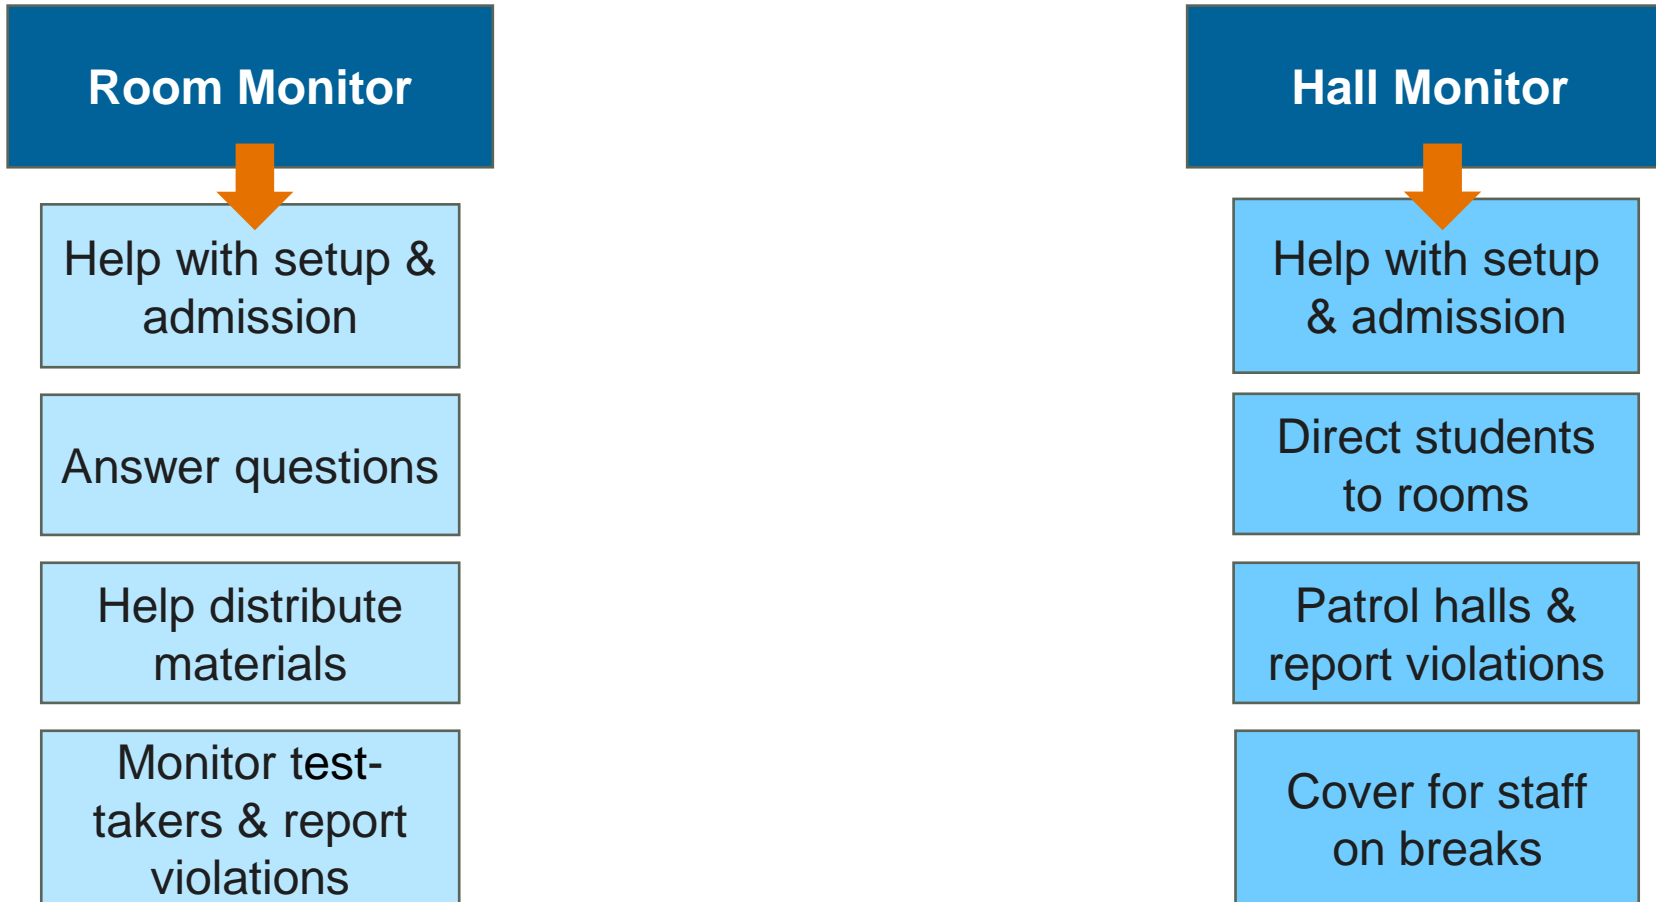 Room Monitor
Help with setup &
admission
Answer questions
Help distribute
materials
Monitor test-
takers & report
violations
Hall Monitor
Help with setup
& admission
Direct students
to rooms
Patrol halls &
report violations
Cover for staff
on breaks